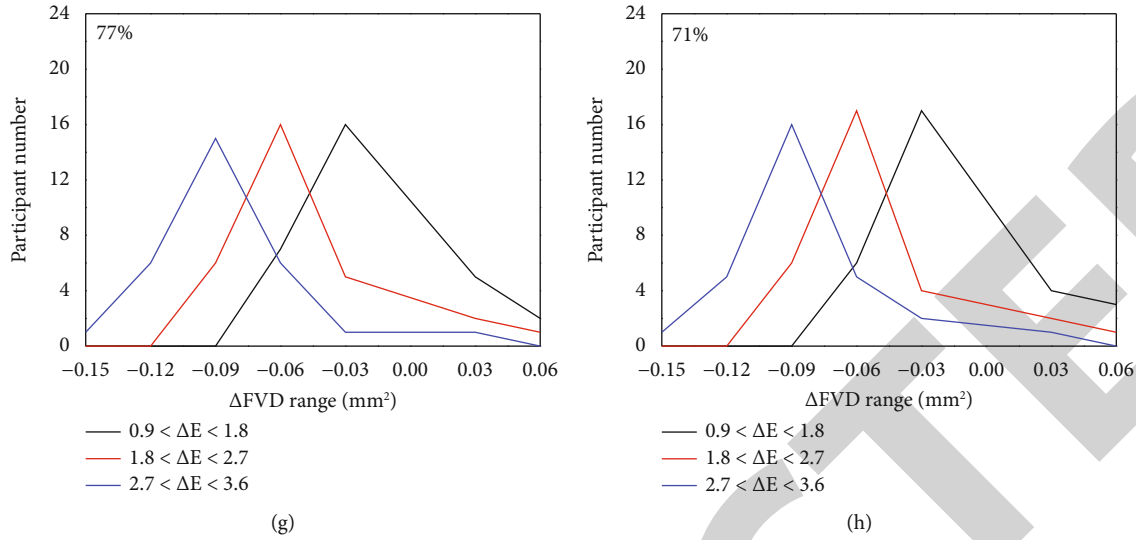 24
20
16
12
8
4
0
Participant number
77%
−0.15 −0.12 −0.09 −0.06 −0.03 0.00 0.03 0.06
ΔFVD range (mm²)
0.9 < ΔE < 1.8
1.8 < ΔE < 2.7
2.7 < ΔE < 3.6
(g)
24
20
16
12
8
4
0
Participant number
71%
−0.15 −0.12 −0.09 −0.06 −0.03 0.00 0.03 0.06
ΔFVD range (mm²)
0.9 < ΔE < 1.8
1.8 < ΔE < 2.7
2.7 < ΔE < 3.6
(h)